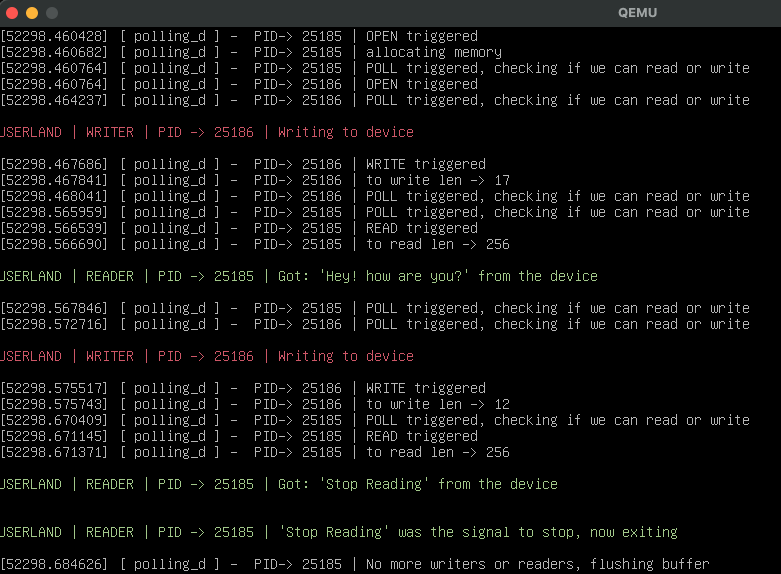 QEMU
[52298.460428] [ polling_d ] - PID-> 25185 | OPEN triggered
[52298.460682] [ polling_d ] - PID-> 25185 | allocating memory
[52298.460764] [ polling_d ] - PID-> 25185 | POLL triggered, checking if we can read or write
[52298.460764] [ polling_d ] - PID-> 25186 | OPEN triggered
[52298.464237] [ polling_d ] - PID-> 25185 | POLL triggered, checking if we can read or write
USERLAND | WRITER | PID -> 25186 | Writing to device
[52298.467686] [ polling_d ] - PID-> 25186 | WRITE triggered
[52298.467841] [ polling_d ] - PID-> 25186 | to write len -> 17
[52298.468041] [ polling_d ] - PID-> 25186 | POLL triggered, checking if we can read or write
[52298.565959] [ polling_d ] - PID-> 25185 | POLL triggered, checking if we can read or write
[52298.566539] [ polling_d ] - PID-> 25185 | READ triggered
[52298.566690] [ polling_d ] - PID-> 25185 | to read len -> 256
USERLAND | READER | PID -> 25185 | Got: 'Hey! how are you?' from the device
[52298.567846] [ polling_d ] - PID-> 25185 | POLL triggered, checking if we can read or write
[52298.572716] [ polling_d ] - PID-> 25186 | POLL triggered, checking if we can read or write
USERLAND | WRITER | PID -> 25186 | Writing to device
[52298.575517] [ polling_d ] - PID-> 25186 | WRITE triggered
[52298.575743] [ polling_d ] - PID-> 25186 | to write len -> 12
[52298.670409] [ polling_d ] - PID-> 25185 | POLL triggered, checking if we can read or write
[52298.671145] [ polling_d ] - PID-> 25185 | READ triggered
[52298.671371] [ polling_d ] - PID-> 25185 | to read len -> 256
USERLAND | READER | PID -> 25185 | Got: 'Stop Reading' from the device
USERLAND | READER | PID -> 25185 | 'Stop Reading' was the signal to stop, now exiting
[52298.684626] [ polling_d ] - PID-> 25185 | No more writers or readers, flushing buffer